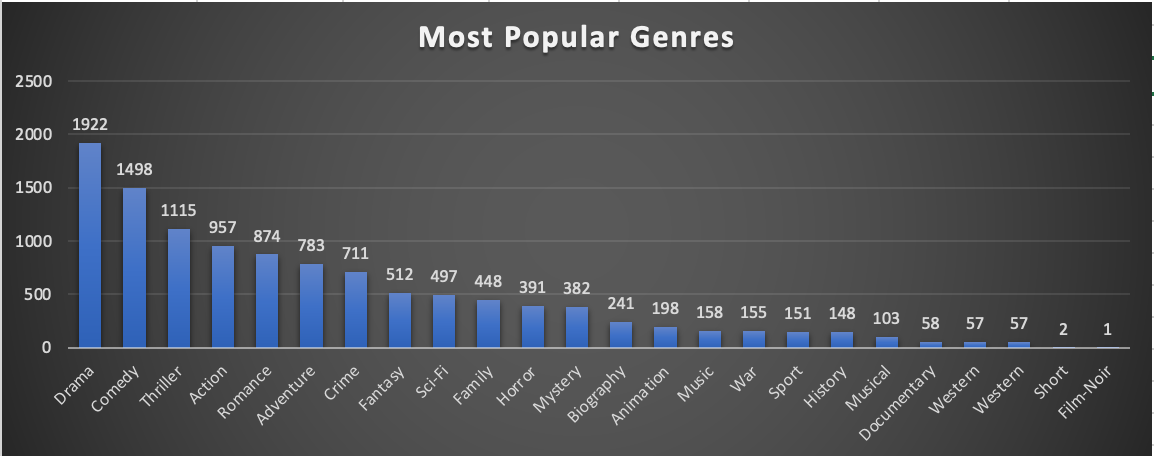 Most Popular Genres
2500
2000
1500
1000
500
0
1922
1498
1115
957
874
783
711
512
497
448
391
382
241
198
158
155
151
148
103
58
57
57
2
1
Drama
Comedy
Thriller
Action
Romance
Adventure
Crime
Fantasy
Sci-Fi
Family
Horror
Mystery
Biography
Animation
Music
War
Sport
History
Musical
Documentary
Western
Western
Short
Film-Noir